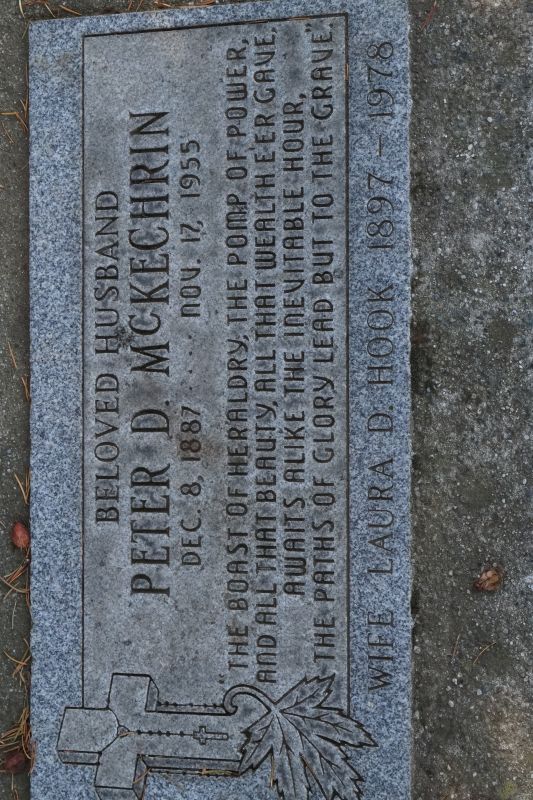 BELOVED HUSBAND
PETER D. MCKECHRIN
DEC. 8, 1887 . . . . . NOV. 17, 1955
"THE BOAST OF HERALDRY, THE POMP OF POWER,
AND ALL THAT BEAUTY, ALL THAT WEALTH E'ER GAVE,
AWAITS ALIKE THE INEVITABLE HOUR,
THE PATHS OF GLORY LEAD BUT TO THE GRAVE."
WIFE LAURA D. HOOK 1897 - 1978